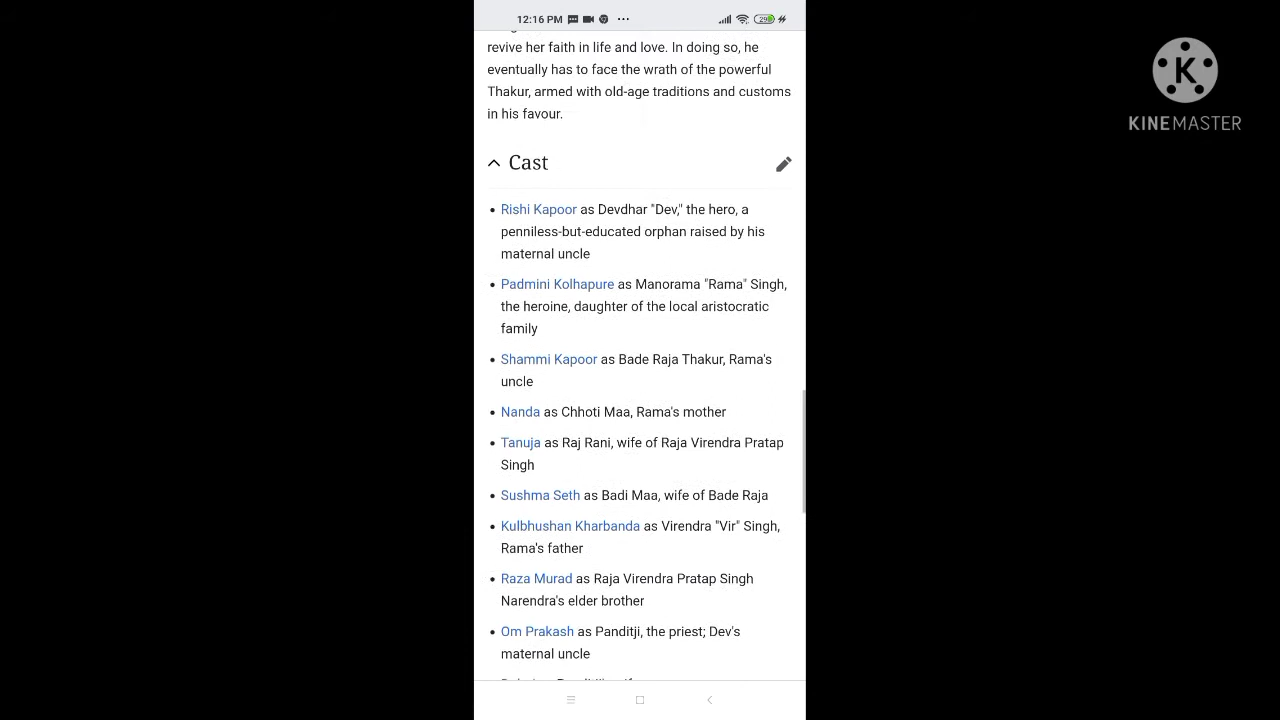 12:16 PM
29
revive her faith in life and love. In doing so, he
eventually has to face the wrath of the powerful
Thakur, armed with old-age traditions and customs
in his favour.
Cast
• Rishi Kapoor as Devdhar "Dev," the hero, a
penniless-but-educated orphan raised by his
maternal uncle
• Padmini Kolhapure as Manorama "Rama" Singh,
the heroine, daughter of the local aristocratic
family
• Shammi Kapoor as Bade Raja Thakur, Rama's
uncle
• Nanda as Chhoti Maa, Rama's mother
• Tanuja as Raj Rani, wife of Raja Virendra Pratap
Singh
• Sushma Seth as Badi Maa, wife of Bade Raja
• Kulbhushan Kharbanda as Virendra "Vir" Singh,
Rama's father
• Raza Murad as Raja Virendra Pratap Singh
Narendra's elder brother
• Om Prakash as Panditji, the priest; Dev's
maternal uncle
K
KINEMASTER